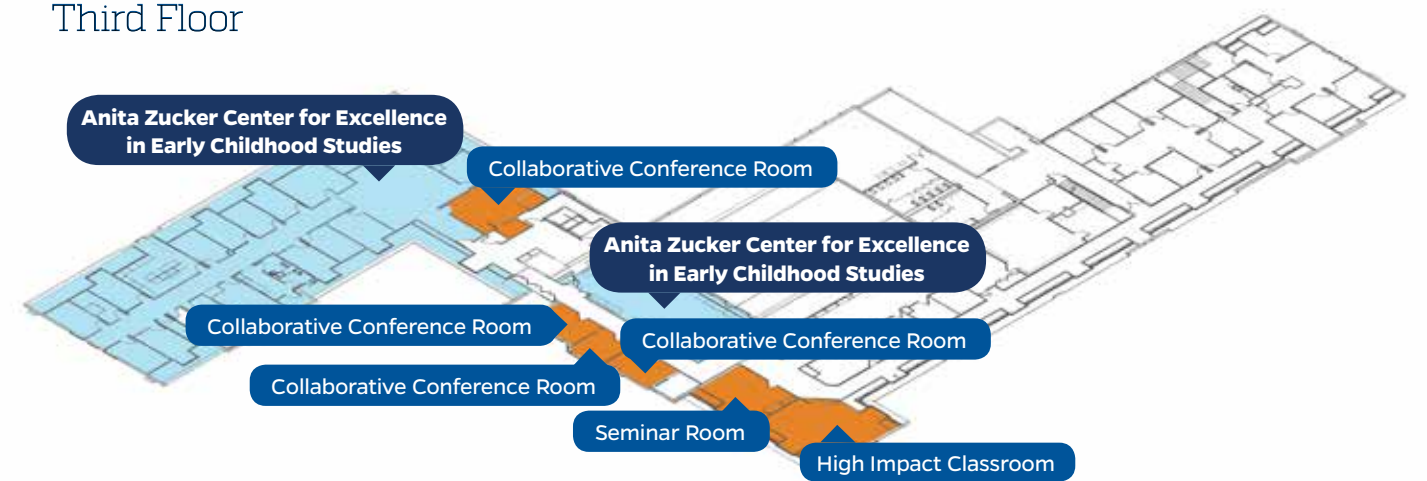 Third Floor
Anita Zucker Center for Excellence
in Early Childhood Studies
Collaborative Conference Room
Anita Zucker Center for Excellence
in Early Childhood Studies
Collaborative Conference Room
Collaborative Conference Room
Collaborative Conference Room
Seminar Room
High Impact Classroom